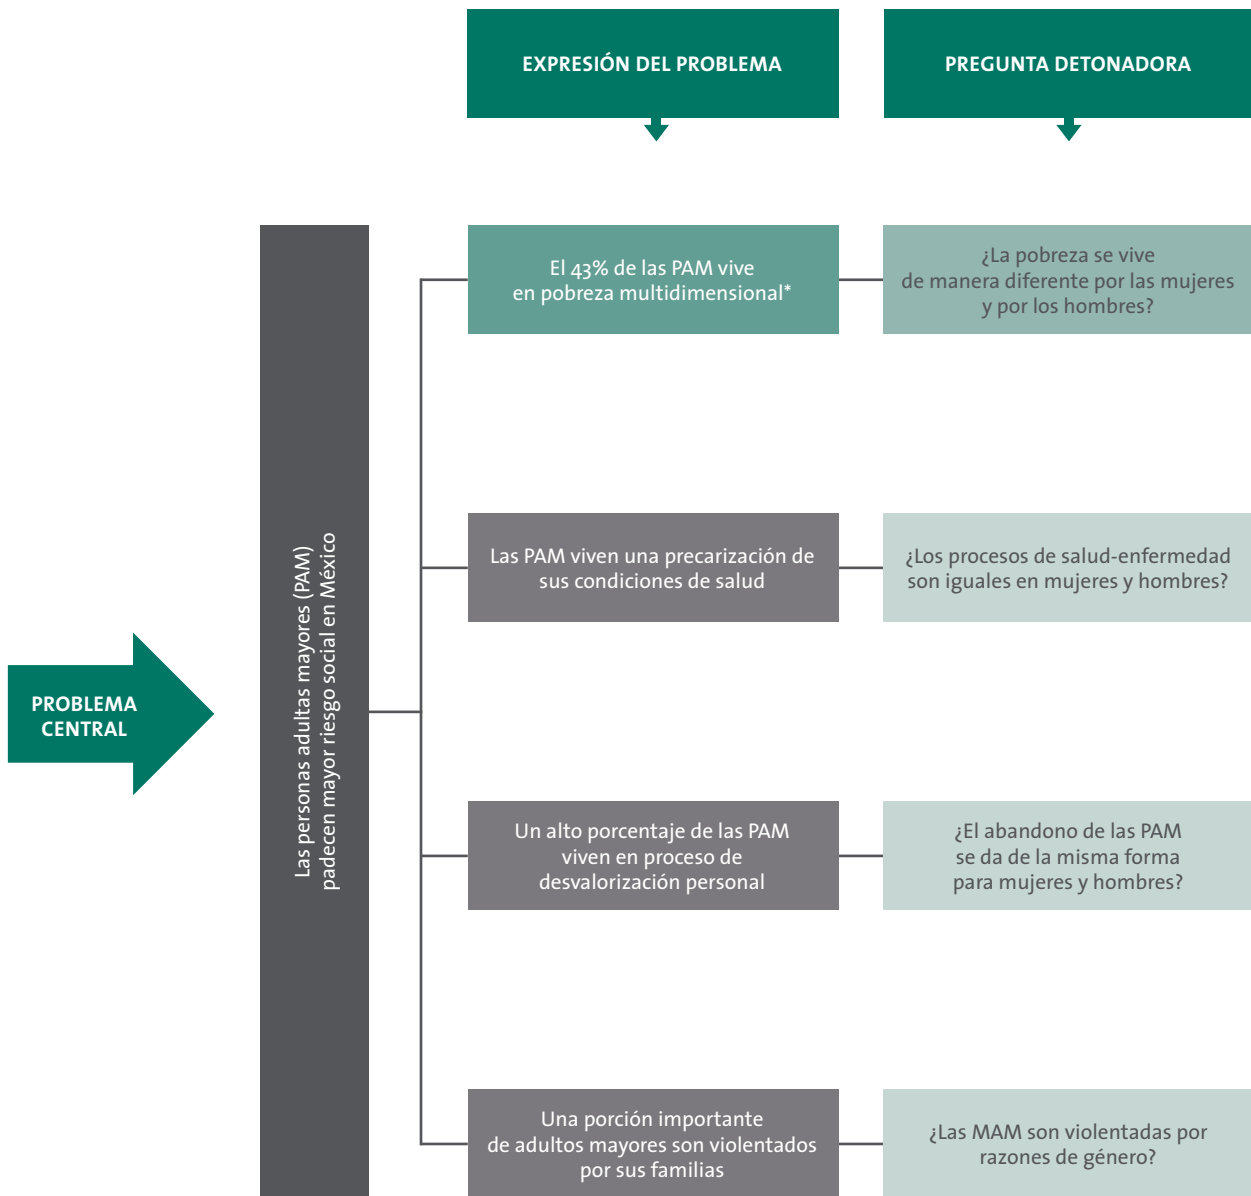 EXPRESIÓN DEL PROBLEMA
PREGUNTA DETONADORA
PROBLEMA
CENTRAL
Las personas adultas mayores (PAM)
padecen mayor riesgo social en México
El 43% de las PAM vive
en pobreza multidimensional*
¿La pobreza se vive
de manera diferente por las mujeres
y por los hombres?
Las PAM viven una precarización de
sus condiciones de salud
¿Los procesos de salud-enfermedad
son iguales en mujeres y hombres?
Un alto porcentaje de las PAM
viven en proceso de
desvalorización personal
¿El abandono de las PAM
se da de la misma forma
para mujeres y hombres?
Una porción importante
de adultos mayores son violentados
por sus familias
¿Las MAM son violentadas por
razones de género?